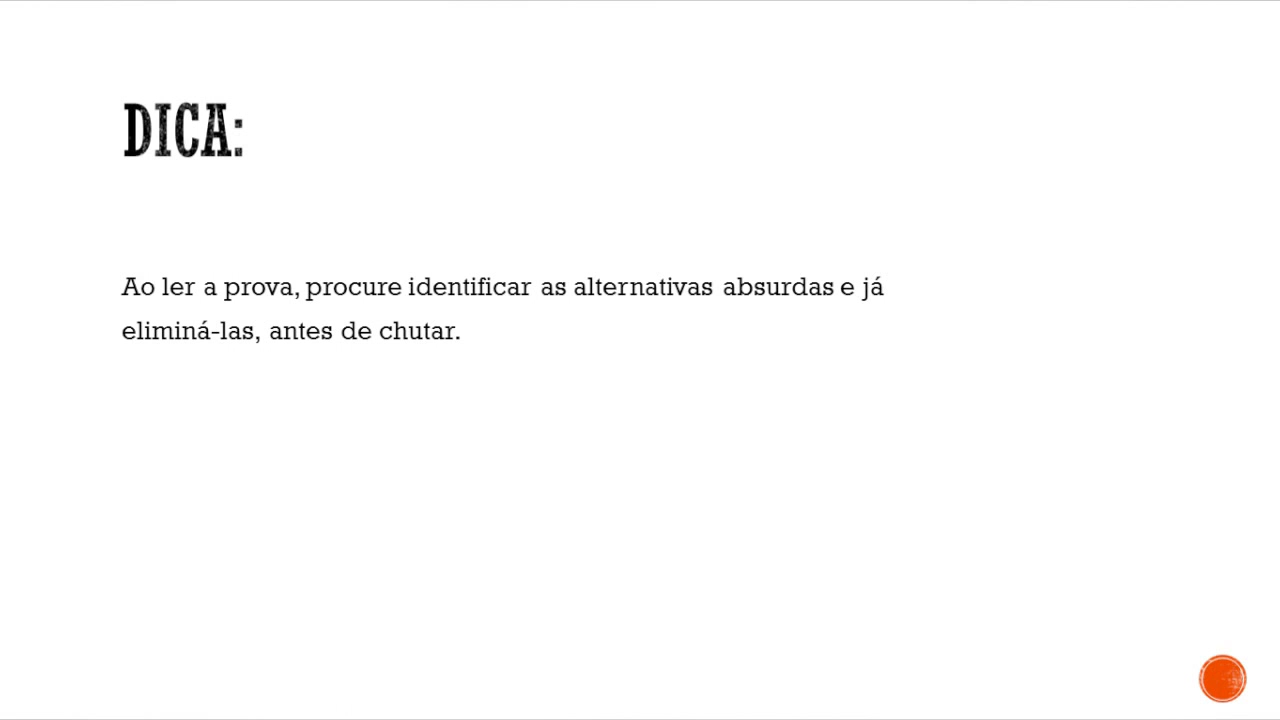 DICA:
Ao ler a prova, procure identificar as alternativas absurdas e já
eliminá-las, antes de chutar.